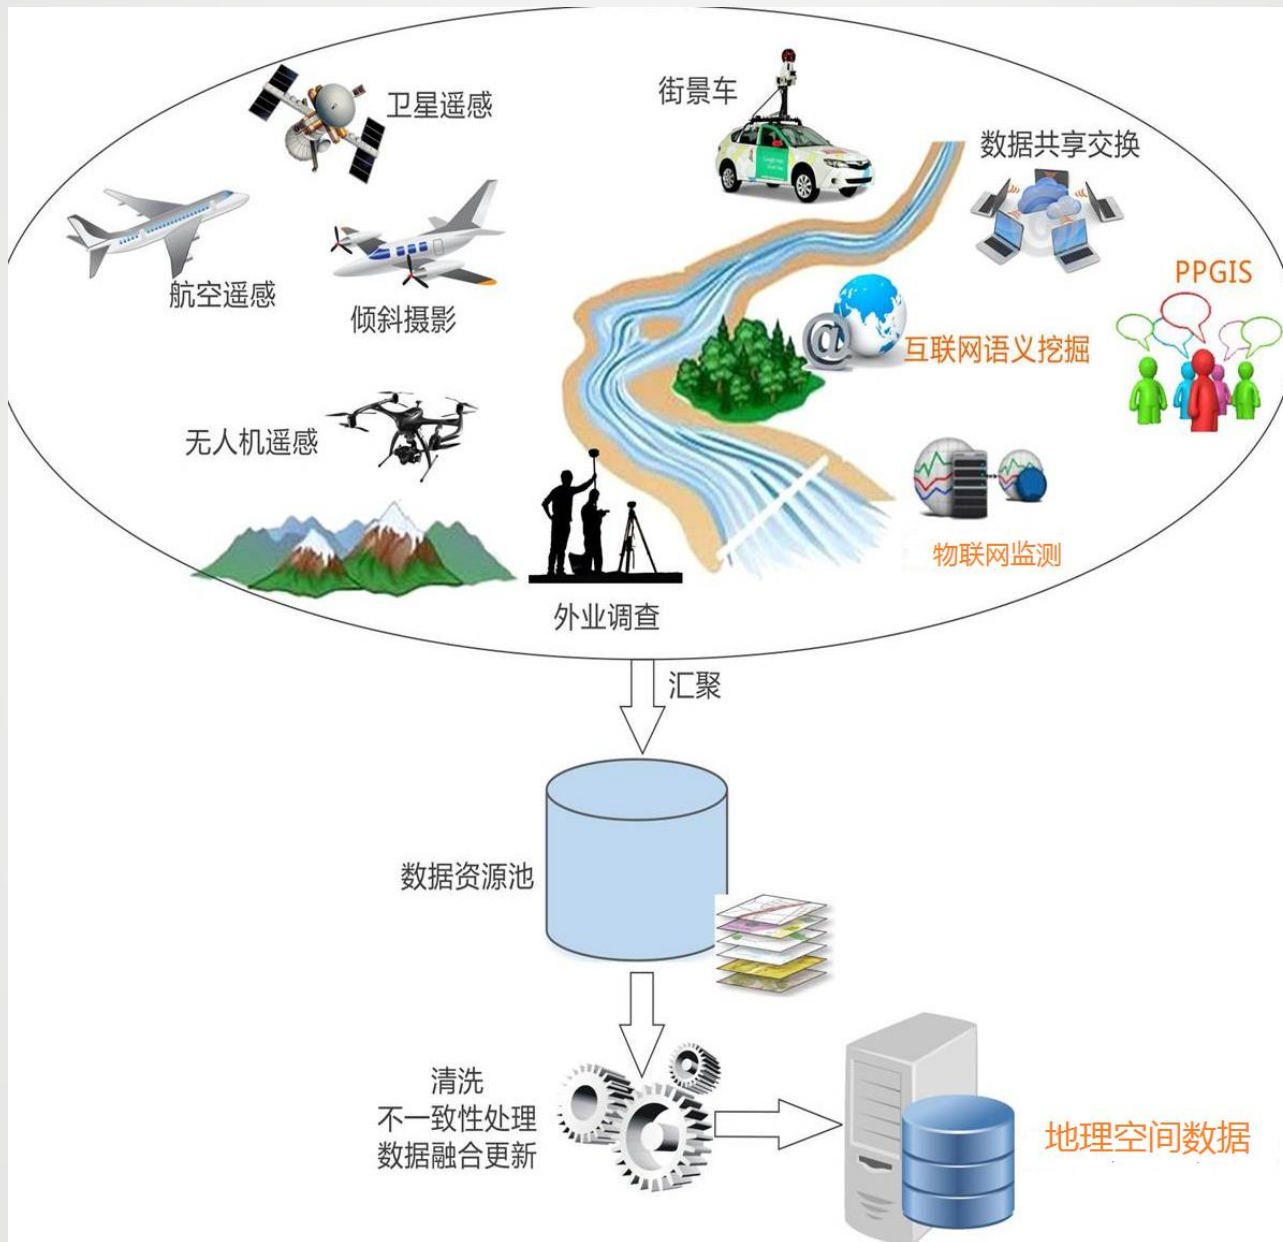 卫星遥感
街景车
数据共享交换
航空遥感
倾斜摄影
PPGIS
互联网语义挖掘
无人机遥感
物联网监测
外业调查
汇聚
数据资源池
清洗
不一致性处理
数据融合更新
地理空间数据